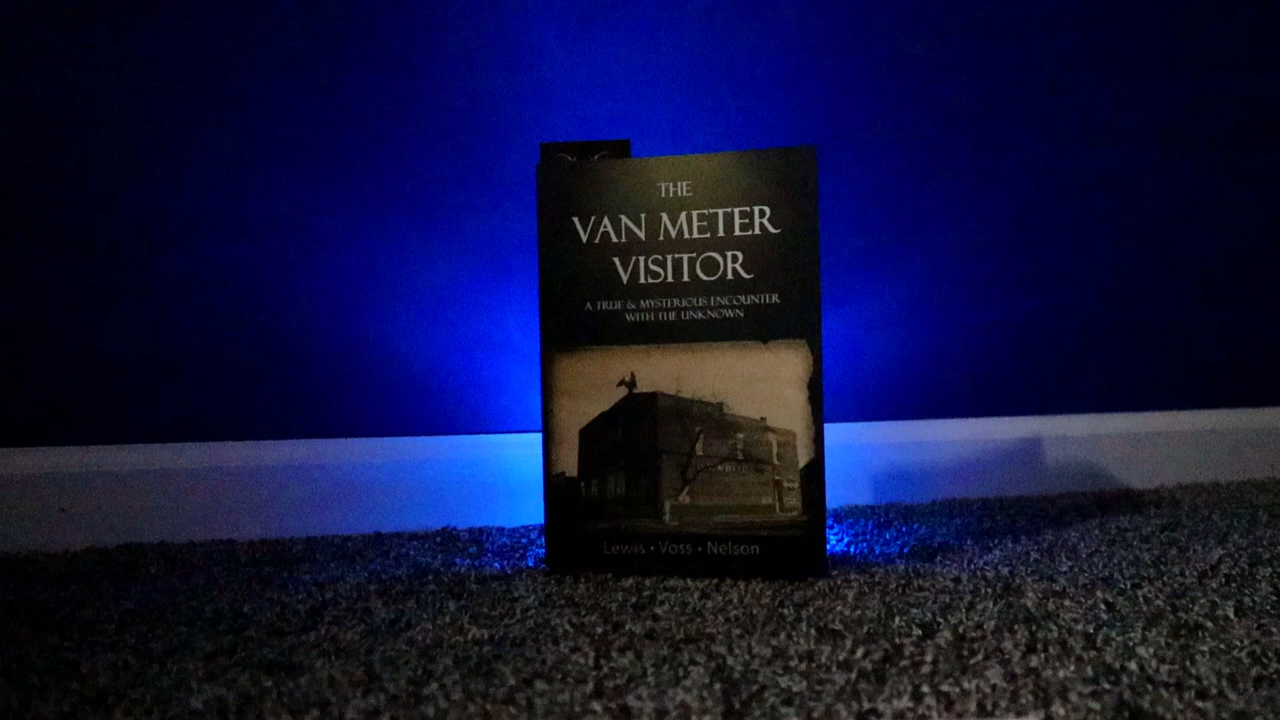 THE
VAN METER
VISITOR
A TRUE & MYSTERIOUS ENCOUNTER
WITH THE UNKNOWN
Lewis • Voss • Nelson